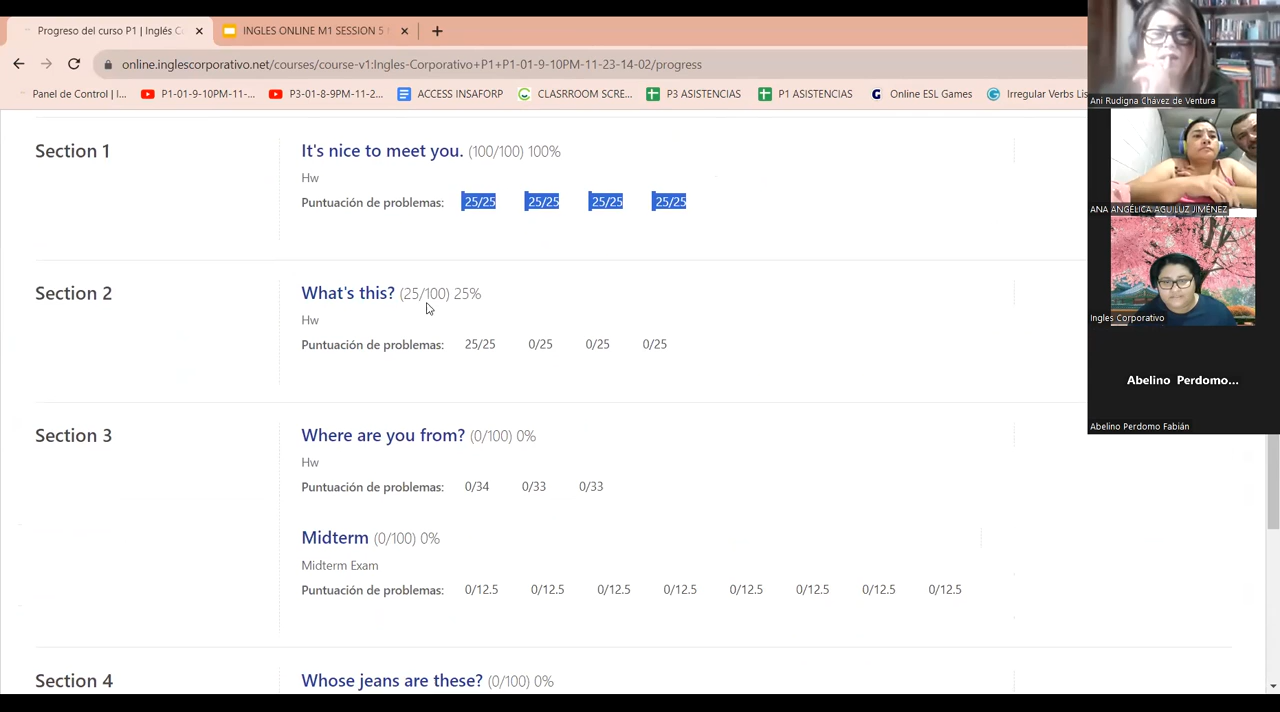 Progreso del curso P1 | Inglés Co
INGLES ONLINE M1 SESSION 5
online.inglescorporativo.net/courses/course-v1:Ingles-Corporativo+P1+P1-01-9-10PM-11-23-14-02/progress
Panel de Control | I...
P1-01-9-10PM-11-...
P3-01-8-9PM-11-2...
ACCESS INSAFORP
CLASRROOM SCRE...
P3 ASISTENCIAS
P1 ASISTENCIAS
Online ESL Games
Irregular Verbs Lis
Section 1
It's nice to meet you. (100/100) 100%
Hw
Puntuación de problemas: 25/25 25/25 25/25 25/25
Section 2
What's this? (25/100) 25%
Hw
Puntuación de problemas: 25/25 0/25 0/25 0/25
Section 3
Where are you from? (0/100) 0%
Hw
Puntuación de problemas: 0/34 0/33 0/33
Midterm (0/100) 0%
Midterm Exam
Puntuación de problemas: 0/12.5 0/12.5 0/12.5 0/12.5 0/12.5 0/12.5 0/12.5 0/12.5
Section 4
Whose jeans are these? (0/100) 0%
Ani Rudigna Chávez de Ventura
ANA ANGÉLICA AGUILUZ JIMÉNEZ
Ingles Corporativo
Abelino Perdomo...
Abelino Perdomo Fabián